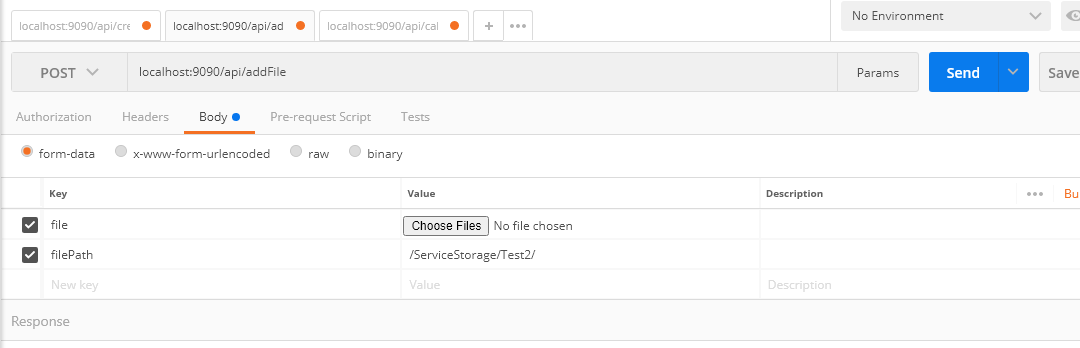 localhost:9090/api/cre localhost:9090/api/ad localhost:9090/api/cal + ••• No Environment
POST localhost:9090/api/addFile Params Send Save
Authorization Headers Body Pre-request Script Tests
form-data x-www-form-urlencoded raw binary
Key Value Description ••• Bu
file Choose Files No file chosen
filePath /ServiceStorage/Test2/
New key Value Description
Response